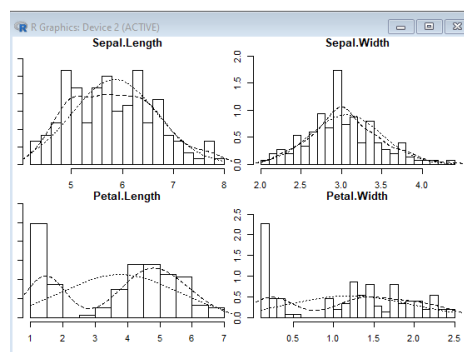 R Graphics: Device 2 (ACTIVE)
Sepal.Length
Sepal.Width
5 6 7 8
0.0 0.5 1.0 1.5 2.0
2.0 2.5 3.0 3.5 4.0
Petal.Length
Petal.Width
1 2 3 4 5 6 7
0.0 0.5 1.0 1.5 2.0 2.5
0.5 1.0 1.5 2.0 2.5